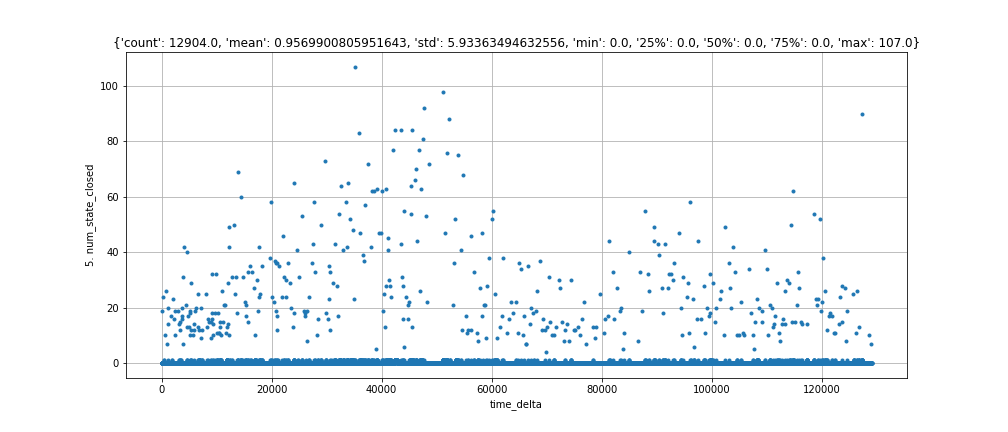 {'count': 12904.0, 'mean': 0.9569900805951643, 'std': 5.93363494632556, 'min': 0.0, '25%': 0.0, '50%': 0.0, '75%': 0.0, 'max': 107.0}
100
80
60
40
20
0
5. num_state_closed
0 20000 40000 60000 80000 100000 120000
time_delta